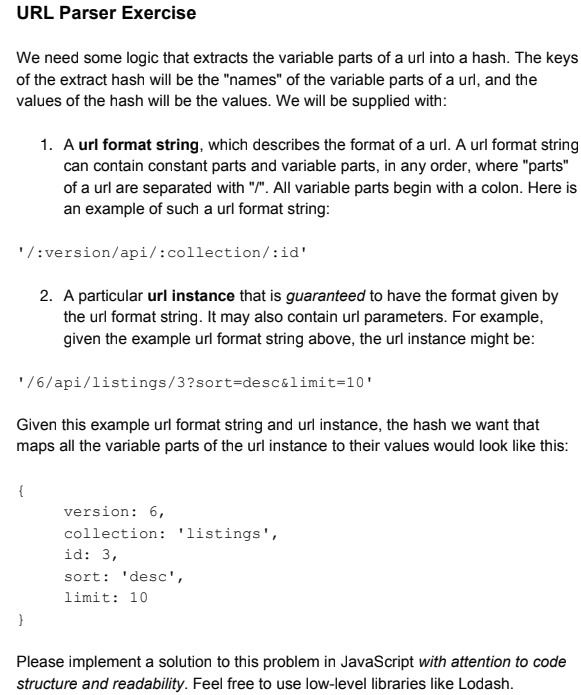 URL Parser Exercise
We need some logic that extracts the variable parts of a url into a hash. The keys
of the extract hash will be the "names" of the variable parts of a url, and the
values of the hash will be the values. We will be supplied with:
1. A url format string, which describes the format of a url. A url format string
can contain constant parts and variable parts, in any order, where "parts"
of a url are separated with "/". All variable parts begin with a colon. Here is
an example of such a url format string:
'/:version/api/:collection/:id'
2. A particular url instance that is guaranteed to have the format given by
the url format string. It may also contain url parameters. For example,
given the example url format string above, the url instance might be:
'/6/api/listings/3?sort=desc&limit=10'
Given this example url format string and url instance, the hash we want that
maps all the variable parts of the url instance to their values would look like this:
{
version: 6,
collection: 'listings',
id: 3,
sort: 'desc',
limit: 10
}
Please implement a solution to this problem in JavaScript with attention to code
structure and readability. Feel free to use low-level libraries like Lodash.